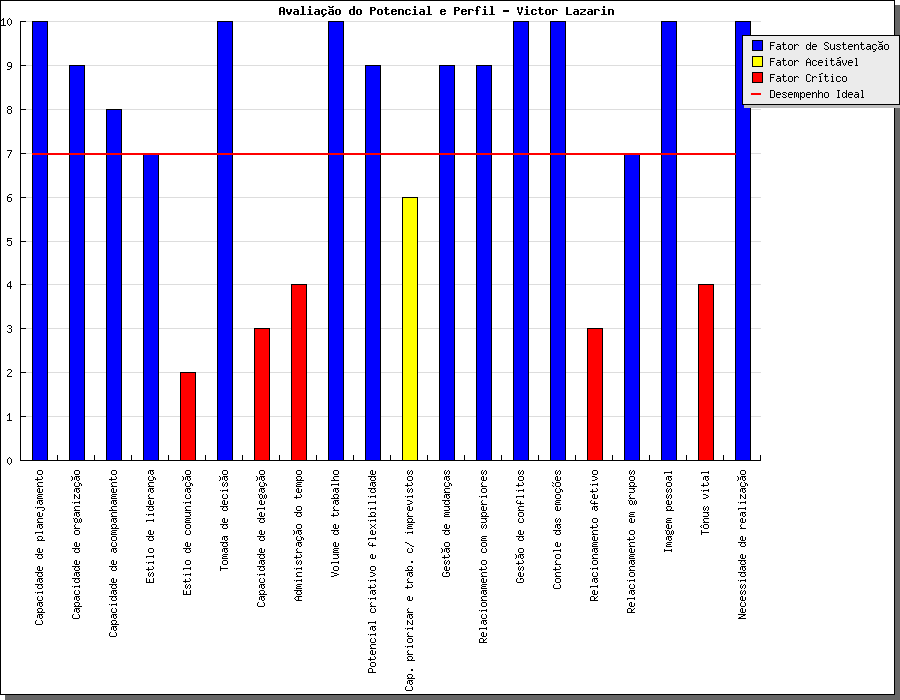 Avaliação do Potencial e Perfil - Victor Lazarin
Fator de Sustentação
Fator Aceitável
Fator Crítico
Desempenho Ideal
10
9
8
7
6
5
4
3
2
1
0
Capacidade de planejamento
Capacidade de organização
Capacidade de acompanhamento
Estilo de liderança
Estilo de comunicação
Tomada de decisão
Capacidade de delegação
Administração do tempo
Volume de trabalho
Potencial criativo e flexibilidade
Cap. priorizar e trab. c/ imprevistos
Gestão de mudanças
Relacionamento com superiores
Gestão de conflitos
Controle das emoções
Relacionamento afetivo
Relacionamento em grupos
Imagem pessoal
Tônus vital
Necessidade de realização